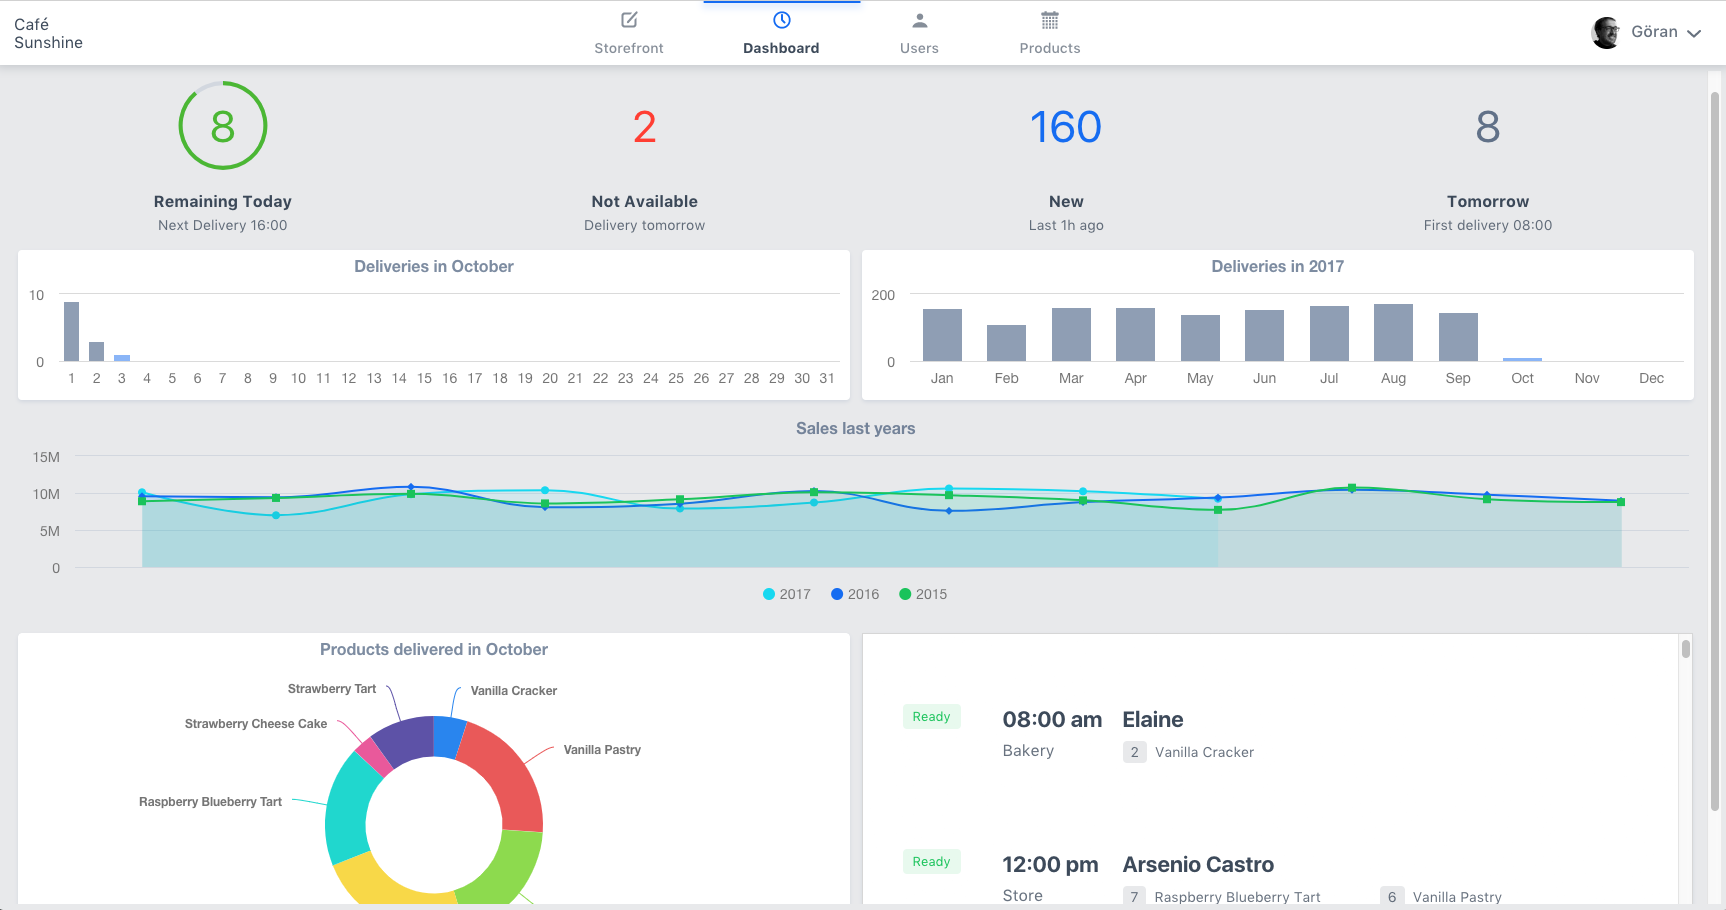 Café
Sunshine
Storefront
Dashboard
Users
Products
Göran
8
2
160
8
Remaining Today
Not Available
New
Tomorrow
Next Delivery 16:00
Delivery tomorrow
Last 1h ago
First delivery 08:00
Deliveries in October
10
0
1 2 3 4 5 6 7 8 9 10 11 12 13 14 15 16 17 18 19 20 21 22 23 24 25 26 27 28 29 30 31
Deliveries in 2017
200
0
Jan Feb Mar Apr May Jun Jul Aug Sep Oct Nov Dec
Sales last years
15M
10M
5M
0
2017 2016 2015
Products delivered in October
Strawberry Tart
Vanilla Cracker
Strawberry Cheese Cake
Vanilla Pastry
Raspberry Blueberry Tart
Ready
08:00 am Elaine
Bakery
2 Vanilla Cracker
Ready
12:00 pm Arsenio Castro
Store
7 Raspberry Blueberry Tart
6 Vanilla Pastry